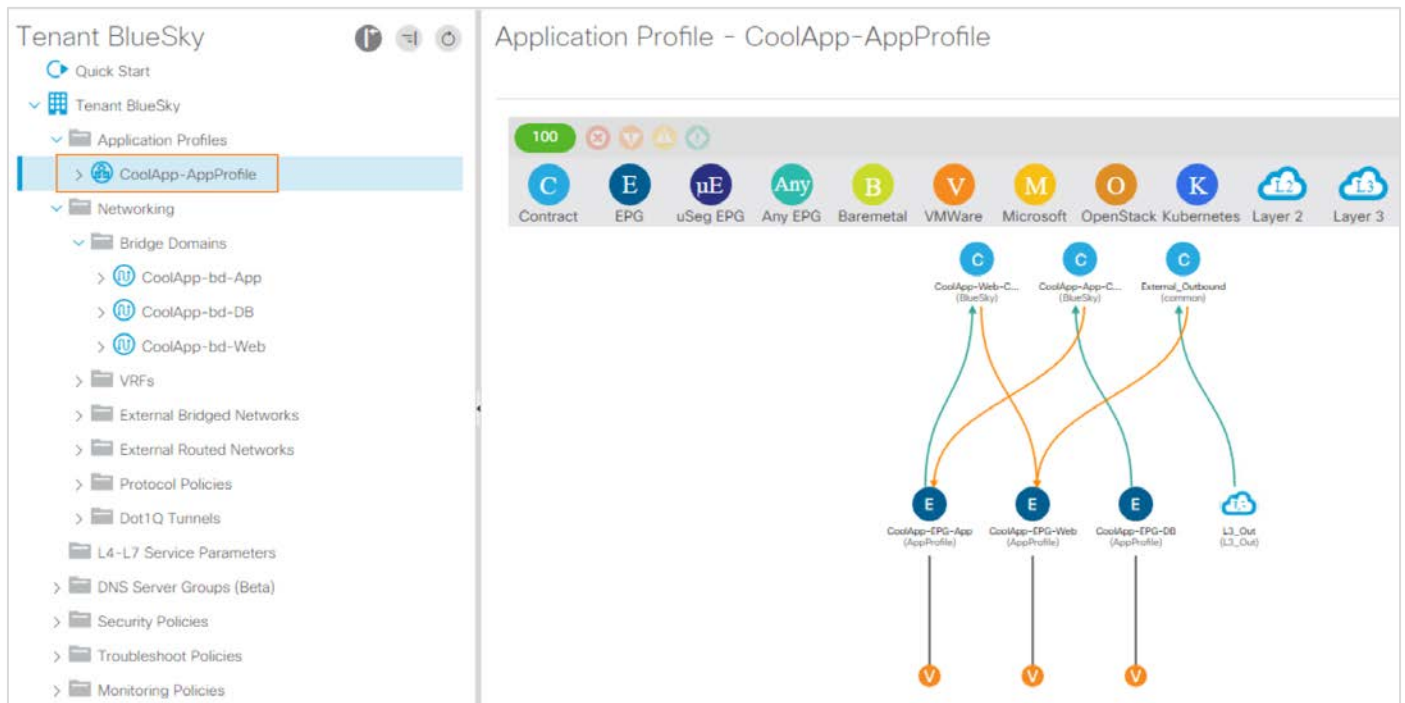 Tenant BlueSky
Quick Start
Tenant BlueSky
Application Profiles
CoolApp-AppProfile
Networking
Bridge Domains
CoolApp-bd-App
CoolApp-bd-DB
CoolApp-bd-Web
VRFs
External Bridged Networks
External Routed Networks
Protocol Policies
Dot1Q Tunnels
L4-L7 Service Parameters
DNS Server Groups (Beta)
Security Policies
Troubleshoot Policies
Monitoring Policies
Application Profile - CoolApp-AppProfile
100
C E µE Any B V M O K L2 L3
Contract EPG uSeg EPG Any EPG Baremetal VMWare Microsoft OpenStack Kubernetes Layer 2 Layer 3
C C C
CoolApp-Web-C... CoolApp-App-C... External_Outbound
(BlueSky) (BlueSky) (common)
E E E L3
CoolApp-EPG-App CoolApp-EPG-Web CoolApp-EPG-DB L3_Out
(AppProfile) (AppProfile) (AppProfile) (L3_Out)
V V V